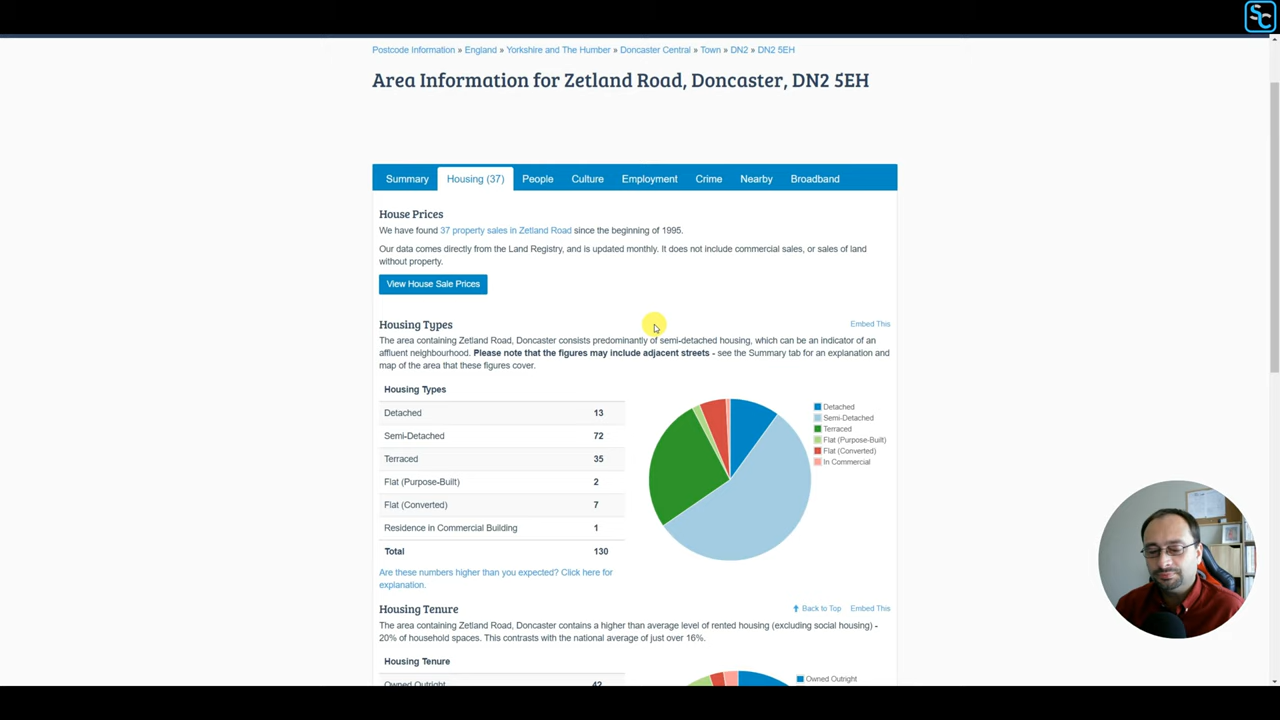 SC
Postcode Information » England » Yorkshire and The Humber » Doncaster Central » Town » DN2 » DN2 5EH
Area Information for Zetland Road, Doncaster, DN2 5EH
Summary Housing (37) People Culture Employment Crime Nearby Broadband
House Prices
We have found 37 property sales in Zetland Road since the beginning of 1995.
Our data comes directly from the Land Registry, and is updated monthly. It does not include commercial sales, or sales of land
without property.
View House Sale Prices
Housing Types
Embed This
The area containing Zetland Road, Doncaster consists predominantly of semi-detached housing, which can be an indicator of an
affluent neighbourhood. Please note that the figures may include adjacent streets - see the Summary tab for an explanation and
map of the area that these figures cover.
Housing Types
Detached 13
Semi-Detached 72
Terraced 35
Flat (Purpose-Built) 2
Flat (Converted) 7
Residence in Commercial Building 1
Total 130
Detached
Semi-Detached
Terraced
Flat (Purpose-Built)
Flat (Converted)
In Commercial
Are these numbers higher than you expected? Click here for
explanation.
Housing Tenure
Back to Top Embed This
The area containing Zetland Road, Doncaster contains a higher than average level of rented housing (excluding social housing) -
20% of household spaces. This contrasts with the national average of just over 16%.
Housing Tenure
Owned Outright 42
Owned Outright